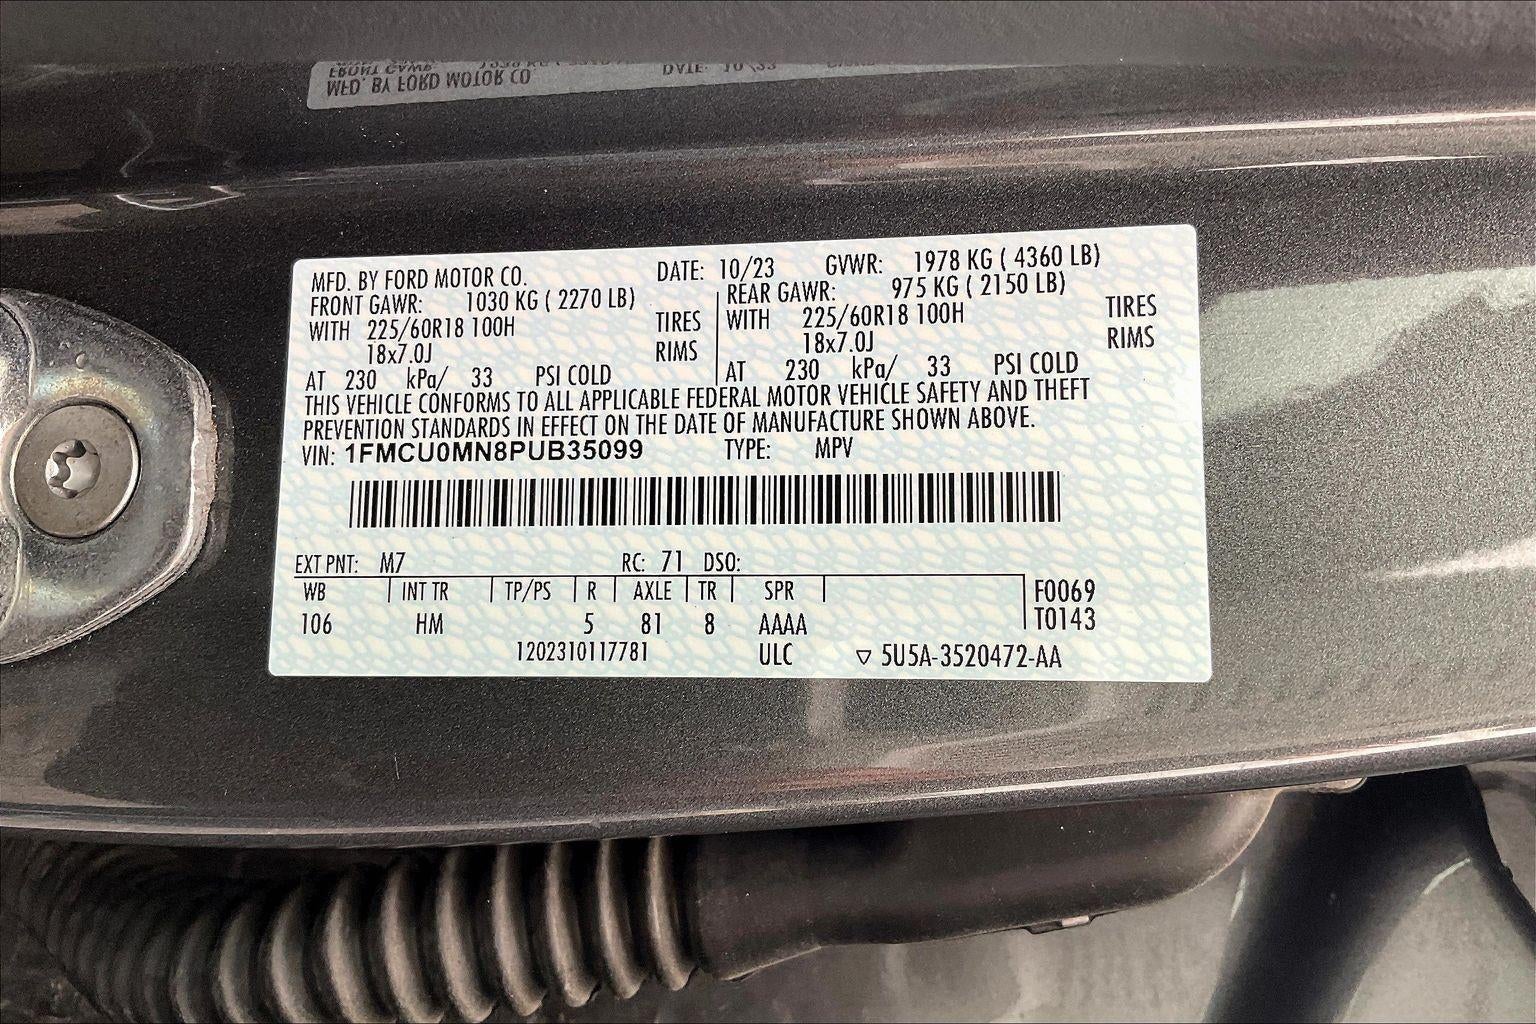 MFD. BY FORD MOTOR CO. DATE: 10/23 GVWR: 1978 KG ( 4360 LB)
FRONT GAWR: 1030 KG ( 2270 LB) REAR GAWR: 975 KG ( 2150 LB)
WITH 225/60R18 100H TIRES WITH 225/60R18 100H TIRES
18x7.0J RIMS 18x7.0J RIMS
AT 230 kPa/ 33 PSI COLD AT 230 kPa/ 33 PSI COLD
THIS VEHICLE CONFORMS TO ALL APPLICABLE FEDERAL MOTOR VEHICLE SAFETY AND THEFT
PREVENTION STANDARDS IN EFFECT ON THE DATE OF MANUFACTURE SHOWN ABOVE.
VIN: 1FMCU0MN8PUB35099 TYPE: MPV
EXT PNT: M7 RC: 71 DSO:
WB INT TR TP/PS R AXLE TR SPR F0069
106 HM 5 81 8 AAAA T0143
1202310117781 ULC ▽ 5U5A-3520472-AA